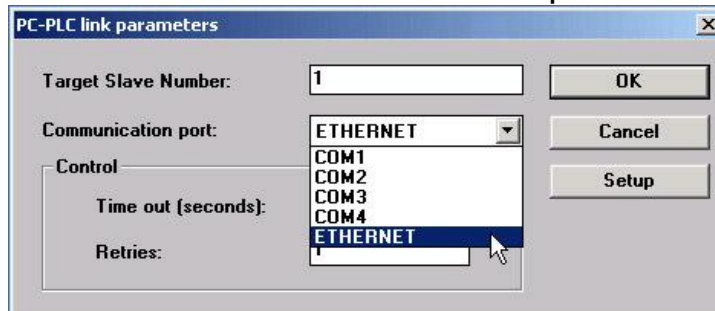 PC-PLC link parameters
Target Slave Number:
1
OK
Communication port:
ETHERNET
Cancel
Control
COM1
COM2
Setup
COM3
Time out (seconds):
COM4
ETHERNET
Retries: